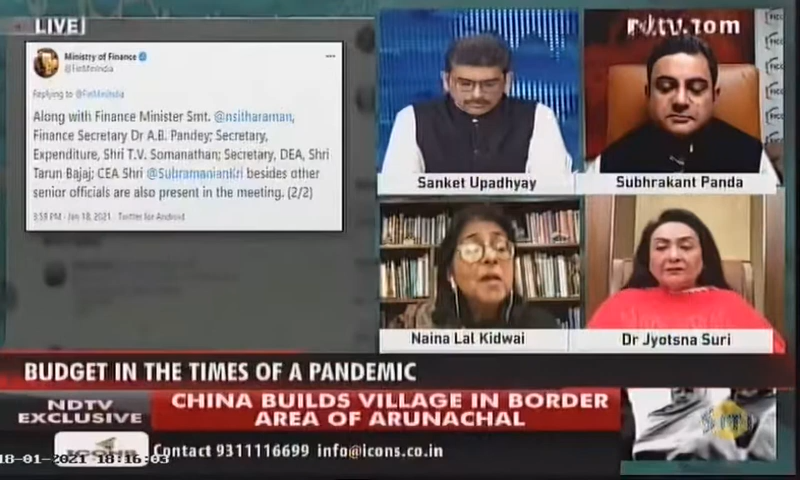 LIVE
ndtv.com
Ministry of Finance
@FinMinIndia
Replying to @FinMinIndia
Along with Finance Minister Smt. @nsitharaman,
Finance Secretary Dr A.B. Pandey; Secretary,
Expenditure, Shri T.V. Somanathan; Secretary, DEA, Shri
Tarun Bajaj; CEA Shri @SubramanianKri besides other
senior officials are also present in the meeting. (2/2)
3:59 PM · Jan 18, 2021 · Twitter for Android
Sanket Upadhyay
Subhrakant Panda
Naina Lal Kidwai
Dr Jyotsna Suri
BUDGET IN THE TIMES OF A PANDEMIC
NDTV
EXCLUSIVE
CHINA BUILDS VILLAGE IN BORDER
AREA OF ARUNACHAL
18-01-2021 18:16:03
Contact 9311116699 info@icons.co.in